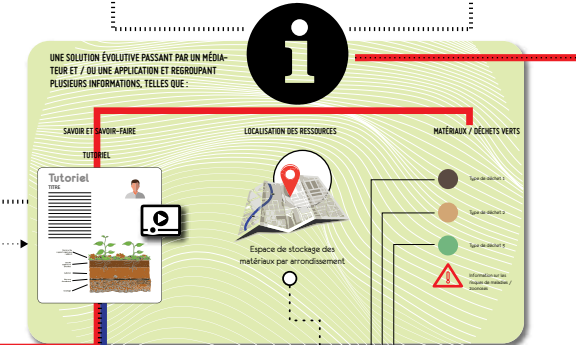 UNE SOLUTION ÉVOLUTIVE PASSANT PAR UN MÉDIA-
TEUR ET / OU UNE APPLICATION ET REGROUPANT
PLUSIEURS INFORMATIONS, TELLES QUE :
SAVOIR ET SAVOIR-FAIRE
LOCALISATION DES RESSOURCES
MATÉRIAUX / DÉCHETS VERTS
TUTORIEL
Tutoriel
TITRE
Espace de stockage des
matériaux par arrondissement
Type de déchet 1
Type de déchet 2
Type de déchet 3
Information sur les
risques de maladies /
zoonoses